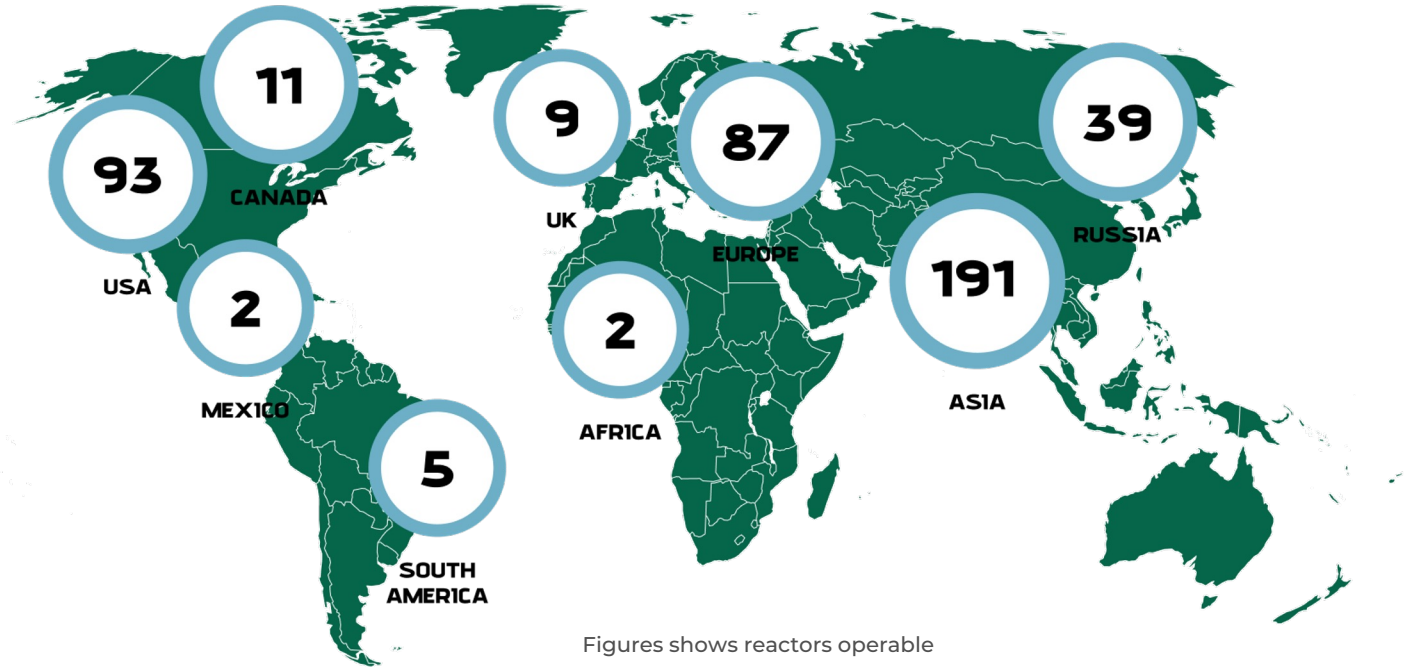 11
CANADA
93
USA
2
MEXICO
5
SOUTH
AMERICA
9
UK
87
EUROPE
2
AFRICA
39
RUSSIA
191
ASIA
Figures shows reactors operable